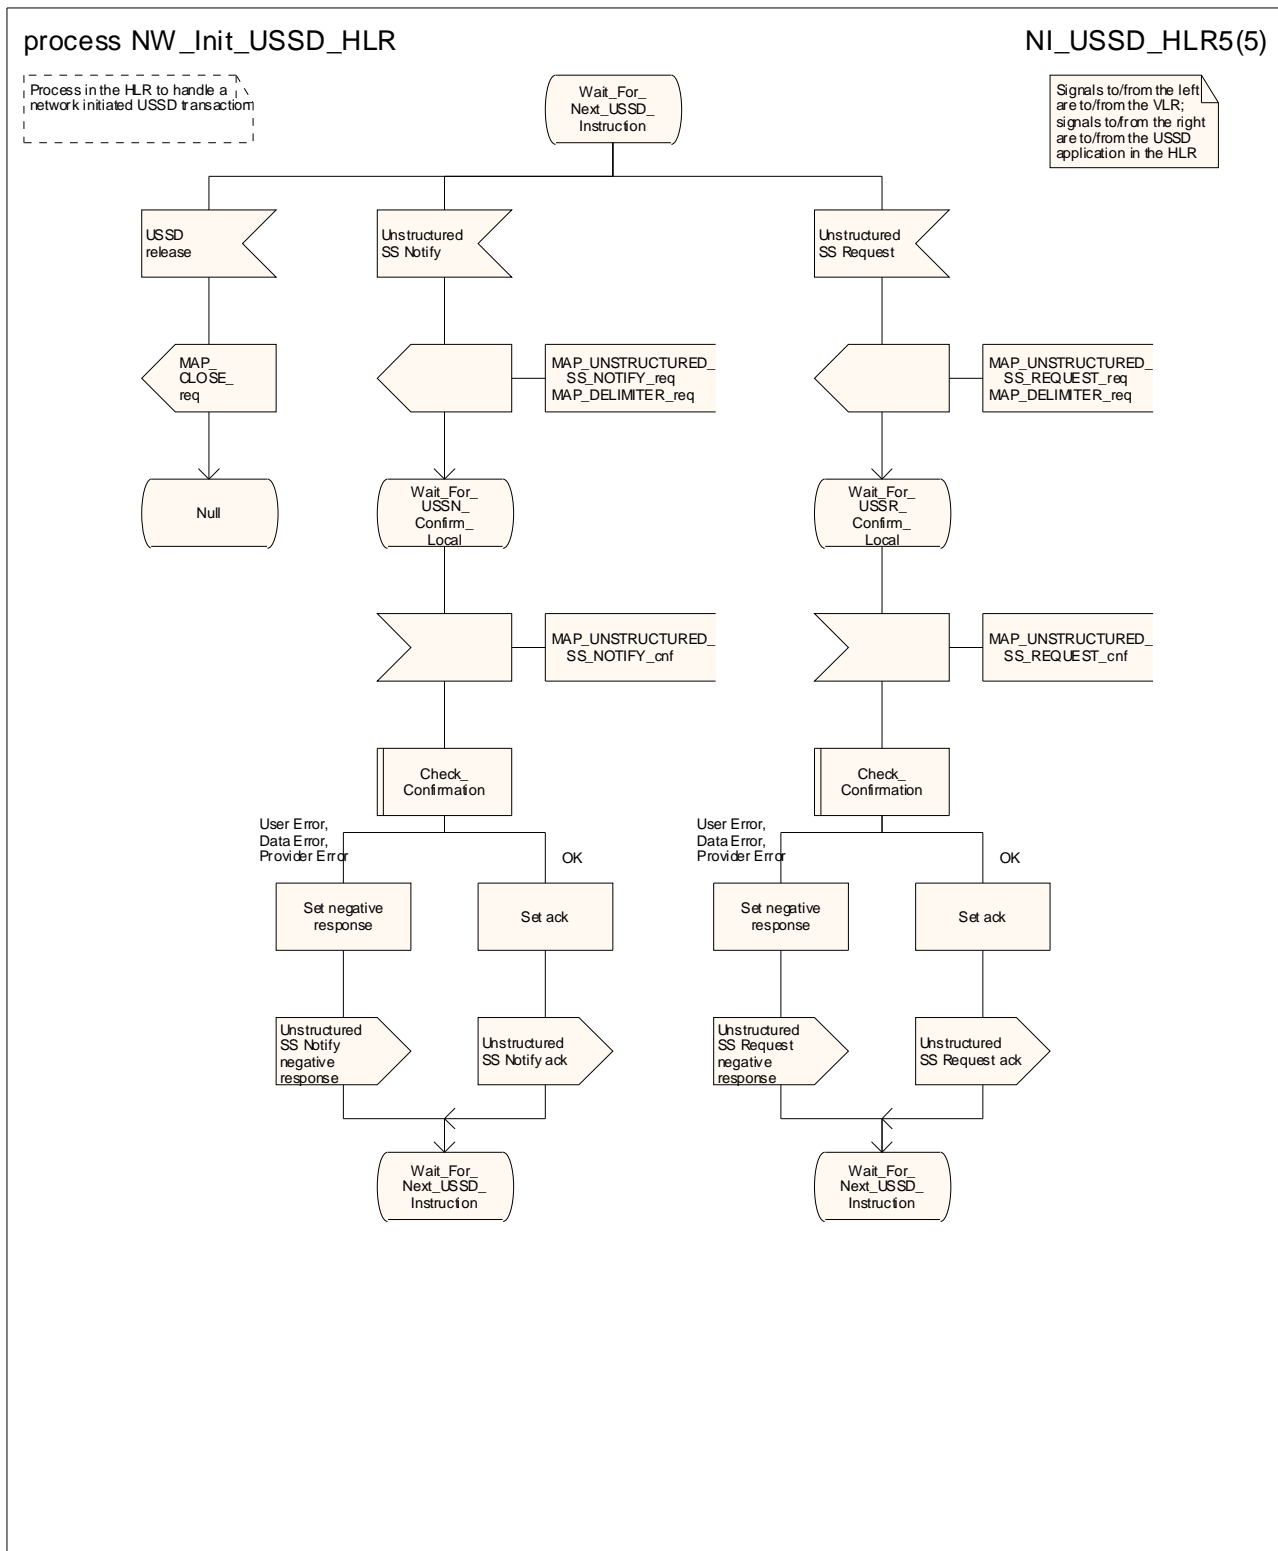 process NW_Init_USSD_HLR
NI_USSD_HLR5(5)
Process in the HLR to handle a
network initiated USSD transaction
Wait_For_
Next_USSD_
Instruction
Signals to/from the left
are to/from the VLR;
signals to/from the right
are to/from the USSD
application in the HLR
USSD
release
Unstructured
SS Notify
Unstructured
SS Request
MAP_
CLOSE_
req
MAP_UNSTRUCTURED_
SS_NOTIFY_req
MAP_DELIMITER_req
MAP_UNSTRUCTURED_
SS_REQUEST_req
MAP_DELIMITER_req
Null
Wait_For_
USSN_
Confirm_
Local
Wait_For_
USSR_
Confirm_
Local
MAP_UNSTRUCTURED_
SS_NOTIFY_cnf
MAP_UNSTRUCTURED_
SS_REQUEST_cnf
Check_
Confirmation
Check_
Confirmation
User Error,
Data Error,
Provider Error
OK
User Error,
Data Error,
Provider Error
OK
Set negative
response
Set ack
Set negative
response
Set ack
Unstructured
SS Notify
negative
response
Unstructured
SS Notify ack
Unstructured
SS Request
negative
response
Unstructured
SS Request ack
Wait_For_
Next_USSD_
Instruction
Wait_For_
Next_USSD_
Instruction